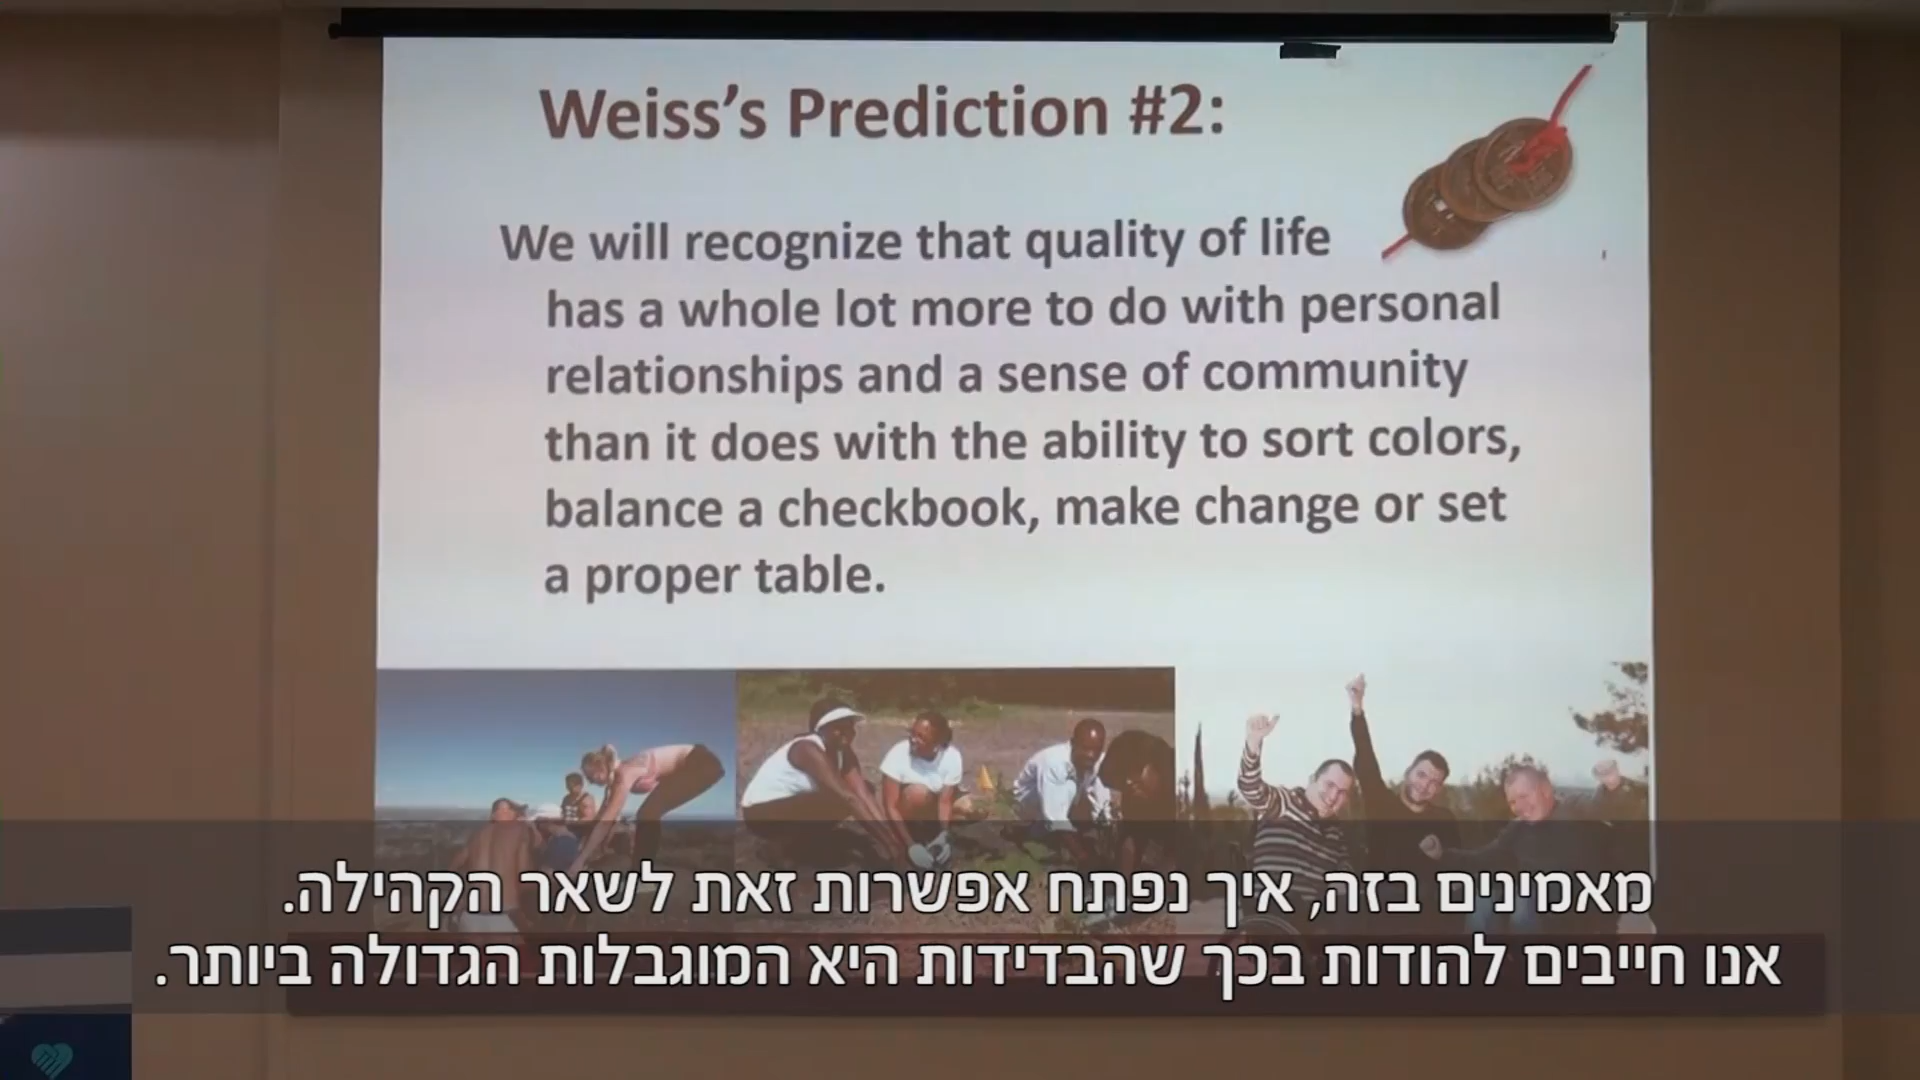 Weiss's Prediction #2:
We will recognize that quality of life
has a whole lot more to do with personal
relationships and a sense of community
than it does with the ability to sort colors,
balance a checkbook, make change or set
a proper table.
מאמינים בזה, איך נפתח אפשרות זאת לשאר הקהילה.
אנו חייבים להודות בכך שהבדידות היא המוגבלות הגדולה ביותר.